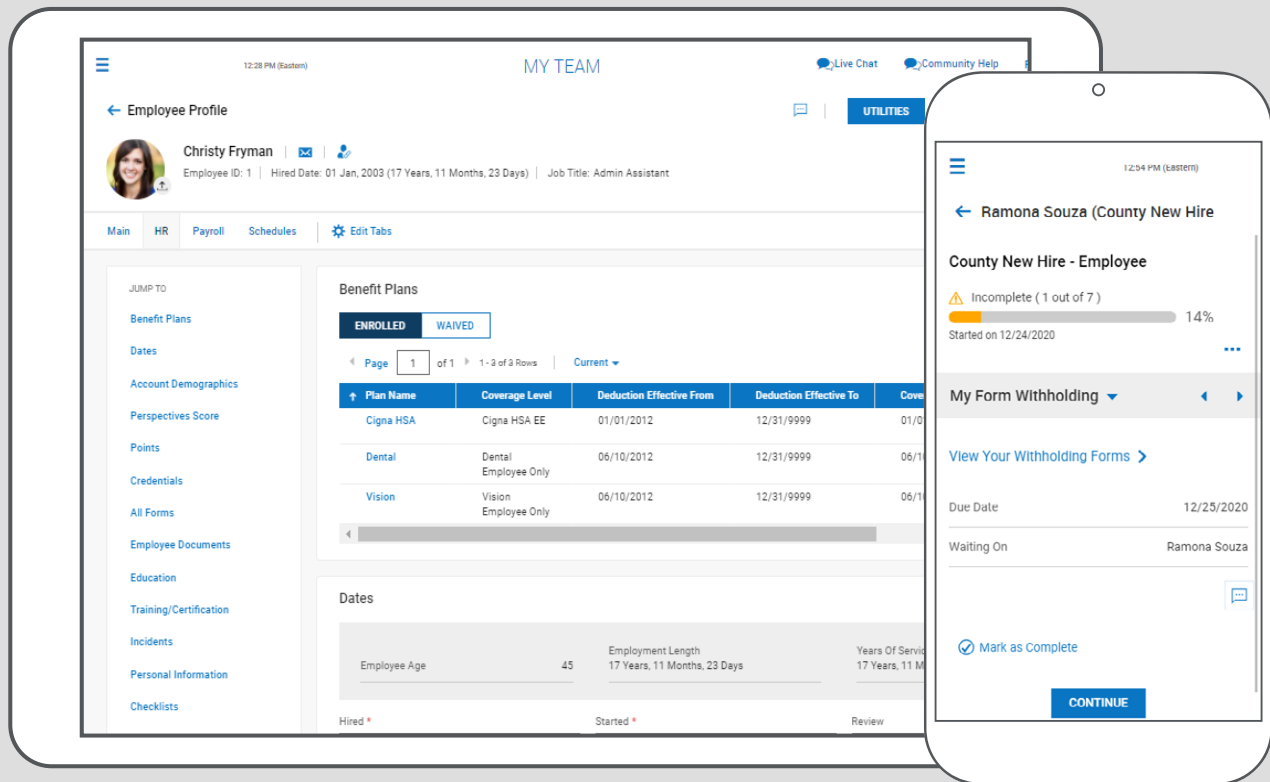 12:28 PM (Eastern)
MY TEAM
Live Chat
Community Help
Employee Profile
UTILITIES
Christy Fryman
Employee ID: 1 | Hired Date: 01 Jan, 2003 (17 Years, 11 Months, 23 Days) | Job Title: Admin Assistant
Main HR Payroll Schedules Edit Tabs
JUMP TO
Benefit Plans
Dates
Account Demographics
Perspectives Score
Points
Credentials
All Forms
Employee Documents
Education
Training/Certification
Incidents
Personal Information
Checklists
Benefit Plans
ENROLLED WAIVED
Page 1 of 1 1 - 3 of 3 Rows Current
Plan Name Coverage Level Deduction Effective From Deduction Effective To
Cigna HSA Cigna HSA EE 01/01/2012 12/31/9999
Dental Dental 06/10/2012 12/31/9999
Employee Only
Vision Vision 06/10/2012 12/31/9999
Employee Only
Dates
Employee Age 45
Employment Length
17 Years, 11 Months, 23 Days
Years Of
17 Years, 11
Hired * Started * Review
12:54 PM (Eastern)
Ramona Souza (County New Hire
County New Hire - Employee
Incomplete ( 1 out of 7 )
14%
Started on 12/24/2020
My Form Withholding
View Your Withholding Forms
Due Date 12/25/2020
Waiting On Ramona Souza
Mark as Complete
CONTINUE